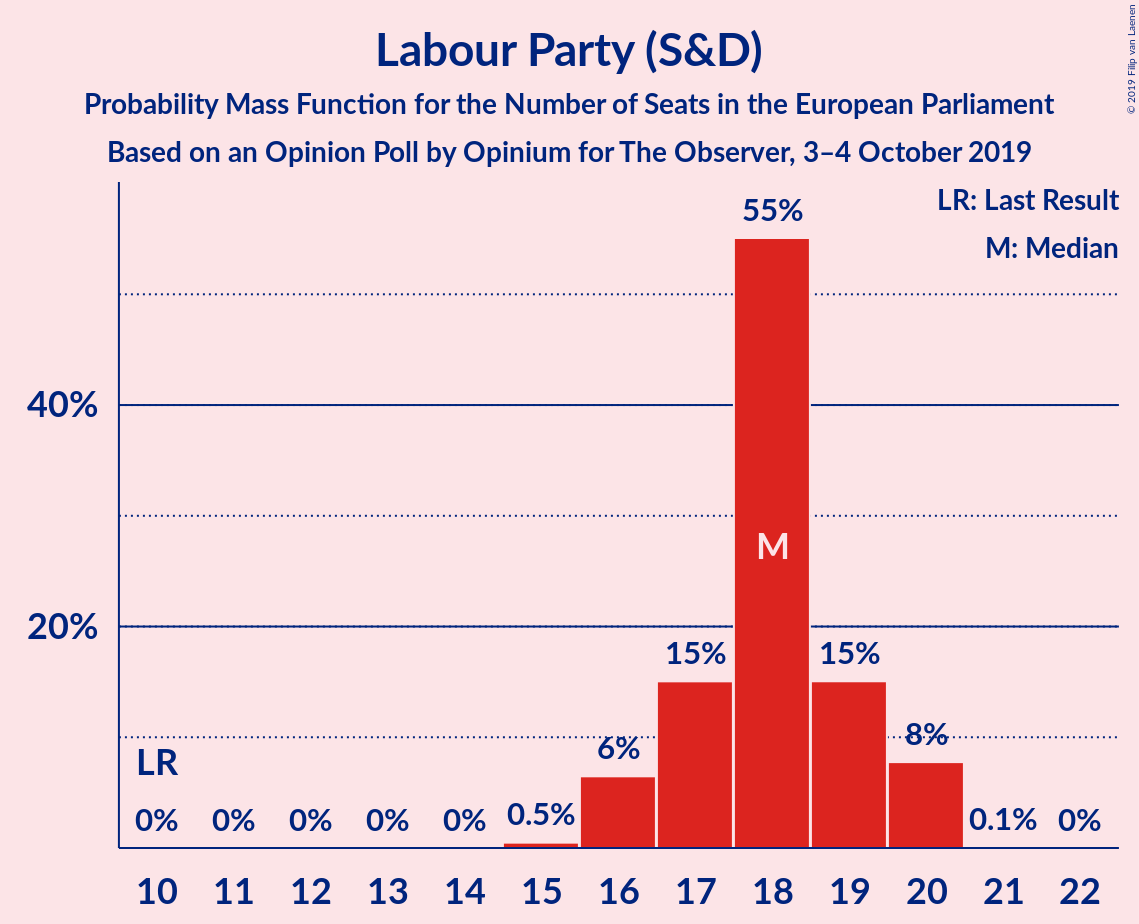 © 2019 Filip van Laenen
Labour Party (S&D)
Probability Mass Function for the Number of Seats in the European Parliament
Based on an Opinion Poll by Opinium for The Observer, 3–4 October 2019
LR: Last Result
M: Median
55%
40%
M
20%
15% 15%
6% 8%
LR
0% 0% 0% 0% 0% 0.5% 0.1% 0%
10 11 12 13 14 15 16 17 18 19 20 21 22